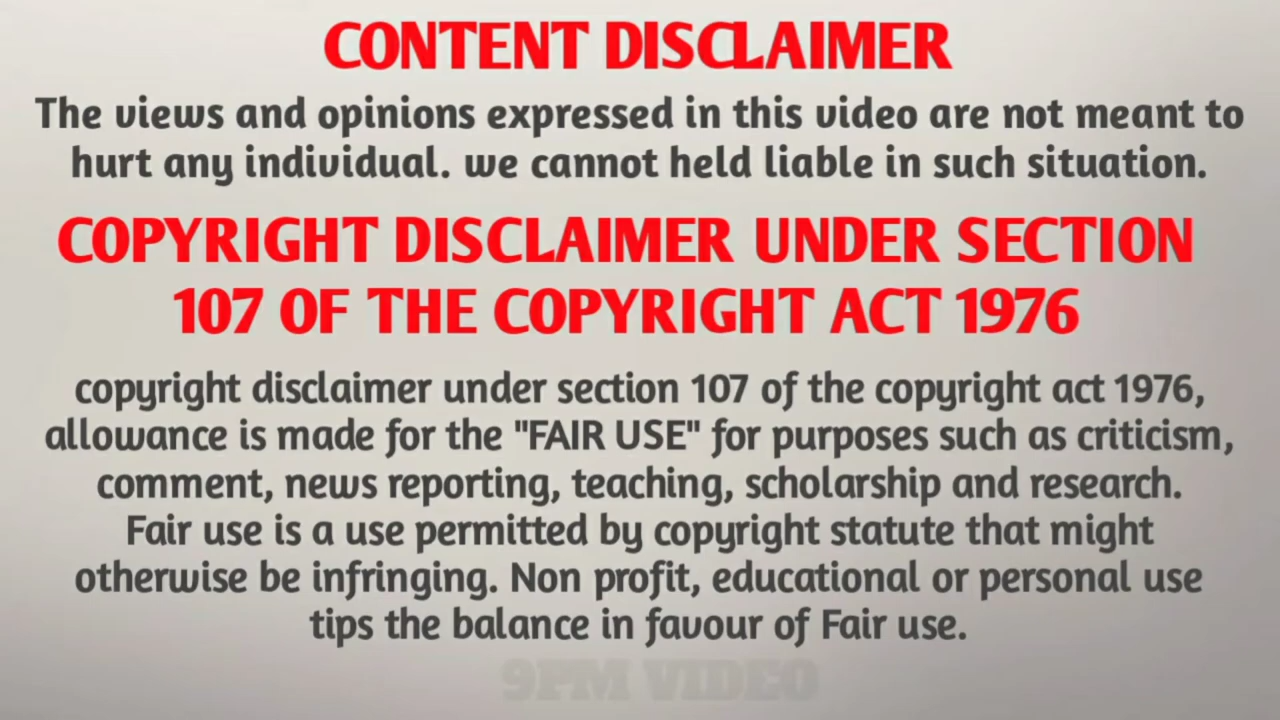 CONTENT DISCLAIMER
The views and opinions expressed in this video are not meant to
hurt any individual. we cannot held liable in such situation.
COPYRIGHT DISCLAIMER UNDER SECTION
107 OF THE COPYRIGHT ACT 1976
copyright disclaimer under section 107 of the copyright act 1976,
allowance is made for the "FAIR USE" for purposes such as criticism,
comment, news reporting, teaching, scholarship and research.
Fair use is a use permitted by copyright statute that might
otherwise be infringing. Non profit, educational or personal use
tips the balance in favour of Fair use.
9PM VIDEO